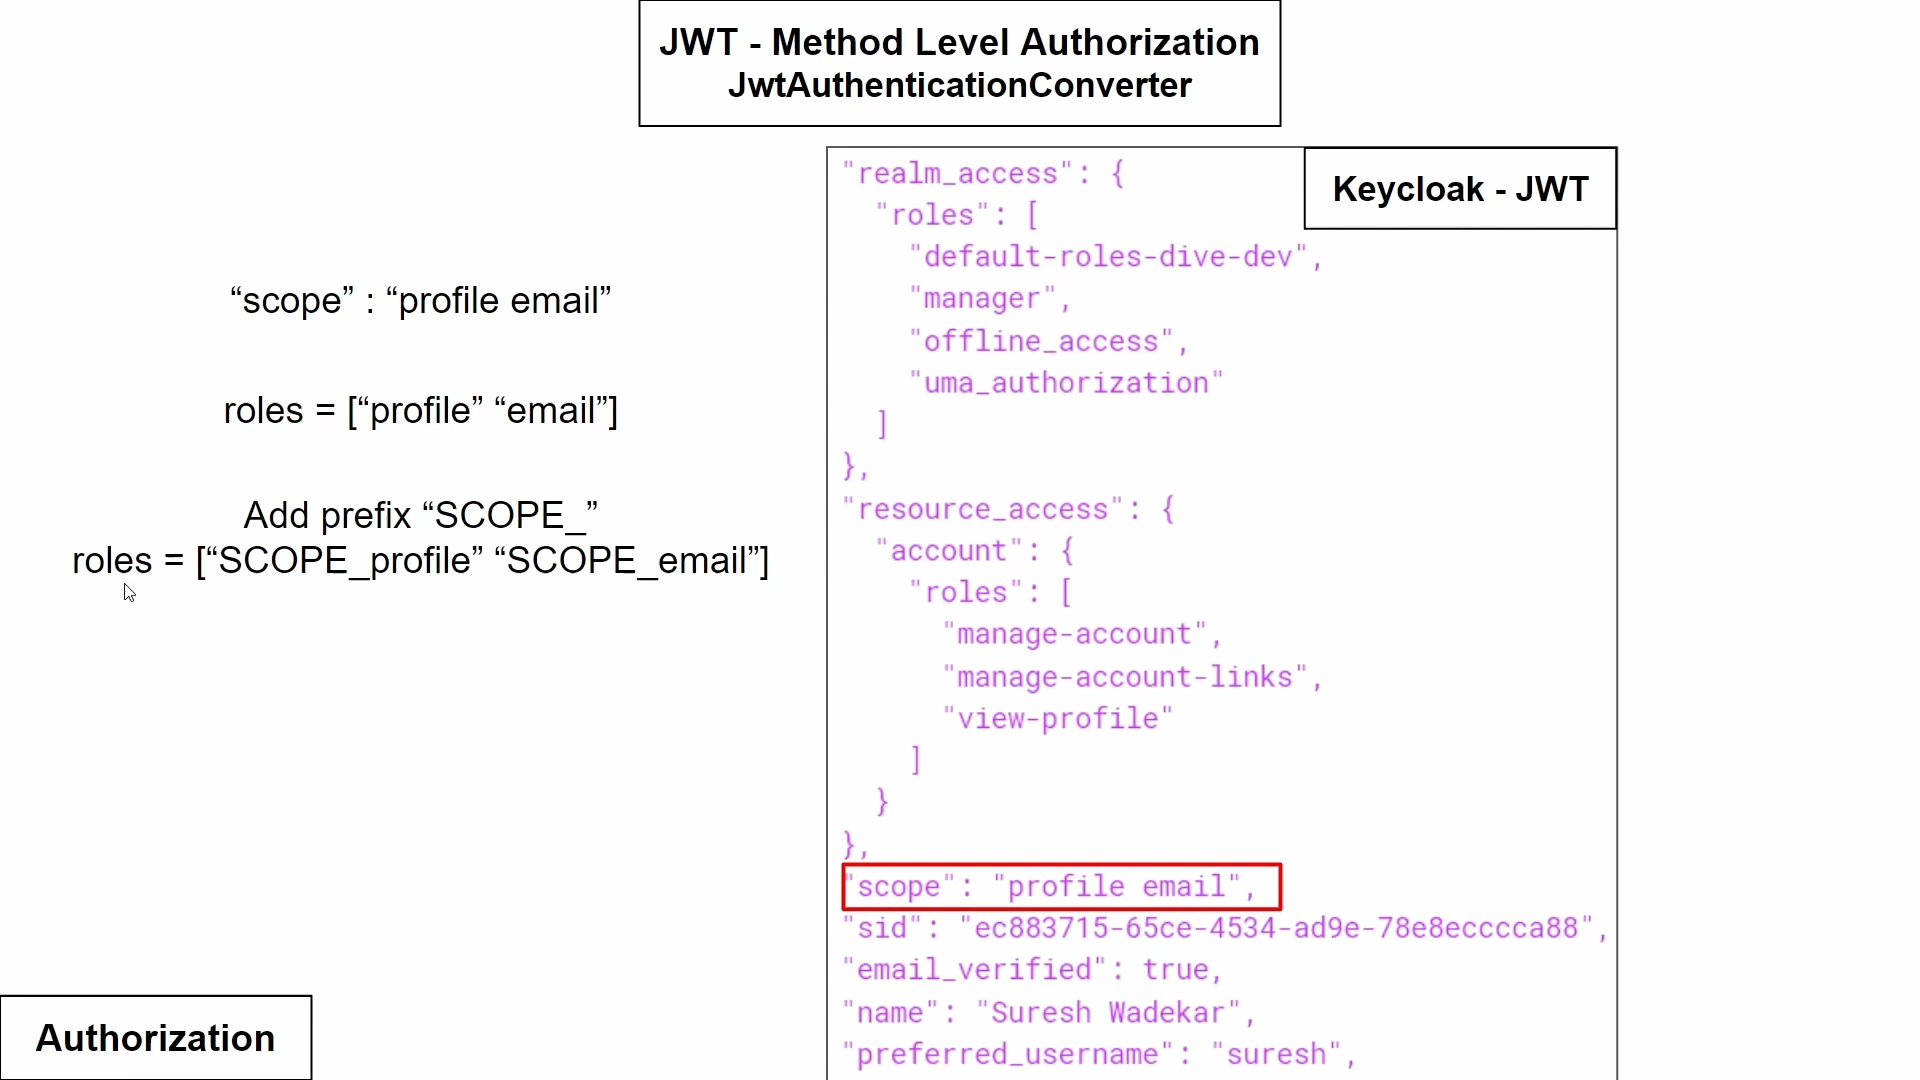 JWT - Method Level Authorization
JwtAuthenticationConverter
“scope” : “profile email”
roles = [“profile” “email”]
Add prefix “SCOPE_”
roles = [“SCOPE_profile” “SCOPE_email”]
Keycloak - JWT
"realm_access": {
"roles": [
"default-roles-dive-dev",
"manager",
"offline_access",
"uma_authorization"
]
},
"resource_access": {
"account": {
"roles": [
"manage-account",
"manage-account-links",
"view-profile"
]
}
},
"scope": "profile email",
"sid": "ec883715-65ce-4534-ad9e-78e8ecccca88",
"email_verified": true,
"name": "Suresh Wadekar",
"preferred_username": "suresh",
Authorization